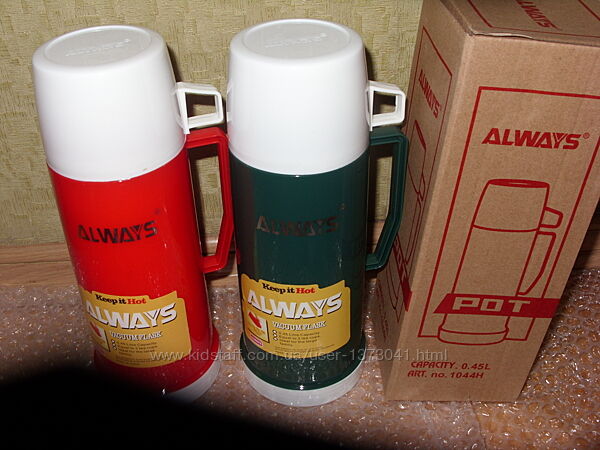 ALWAYS®
Keep it Hot
ALWAYS
VACUUM FLASK
ALWAYS®
Keep it Hot
ALWAYS
VACUUM FLASK
ALWAYS
ALWAYS®
POT
CAPACITY. 0.45L
ART. no. 1044H
www.kidstaff.com.ua/user-1373041.html